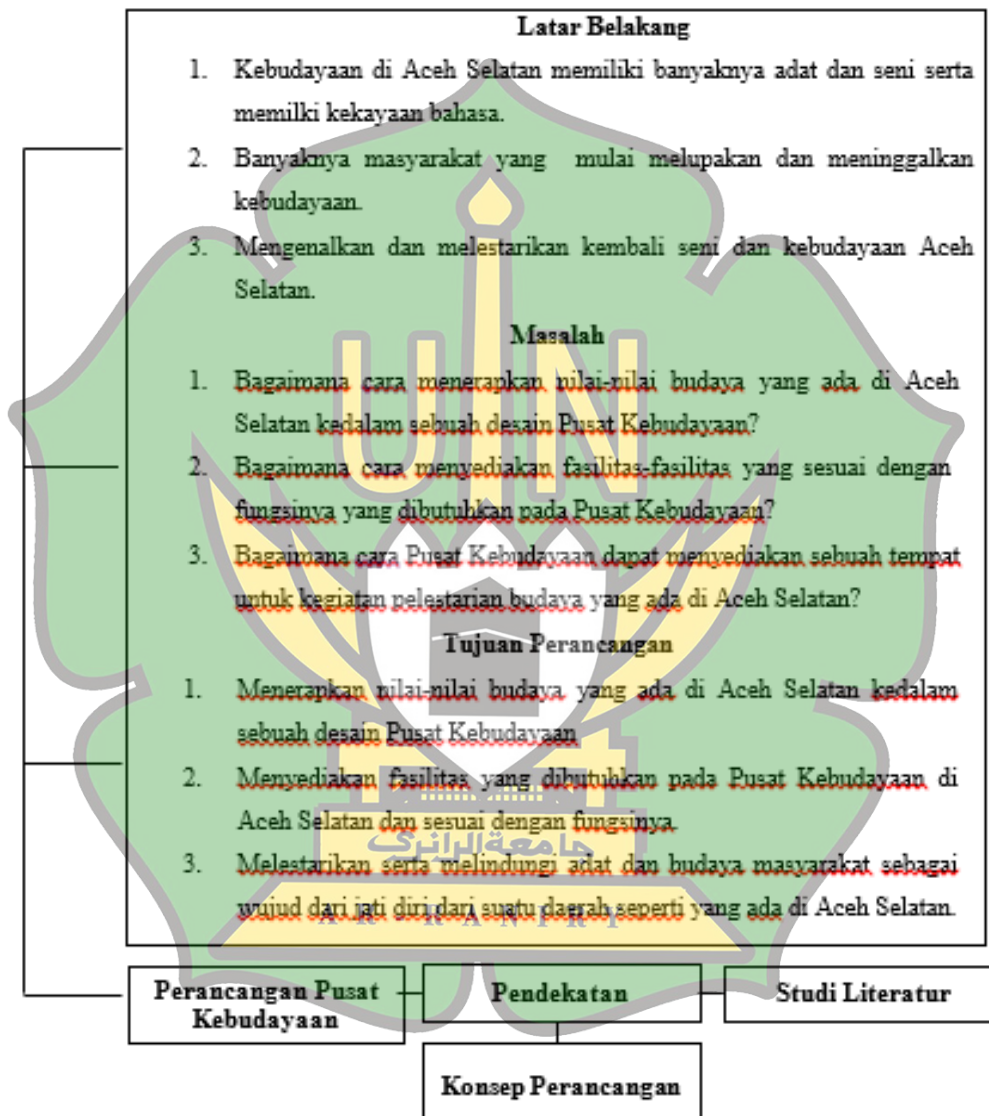 Latar Belakang
1. Kebudayaan di Aceh Selatan memiliki banyaknya adat dan seni serta
memilki kekayaan bahasa.
2. Banyaknya masyarakat yang mulai melupakan dan meninggalkan
kebudayaan.
3. Mengenalkan dan melestarikan kembali seni dan kebudayaan Aceh
Selatan.
Masalah
1. Bagaimana cara menerapkan nilai-nilai budaya yang ada di Aceh
Selatan kedalam sebuah desain Pusat Kebudayaan?
2. Bagaimana cara menyediakan fasilitas-fasilitas yang sesuai dengan
fungsinya yang dibutuhkan pada Pusat Kebudayaan?
3. Bagaimana cara Pusat Kebudayaan dapat menyediakan sebuah tempat
untuk kegiatan pelestarian budaya yang ada di Aceh Selatan?
Tujuan Perancangan
1. Menerapkan nilai-nilai budaya yang ada di Aceh Selatan kedalam
sebuah desain Pusat Kebudayaan
2. Menyediakan fasilitas yang dibutuhkan pada Pusat Kebudayaan di
Aceh Selatan dan sesuai dengan fungsinya.
3. Melestarikan serta melindungi adat dan budaya masyarakat sebagai
wujud dari jati diri dari suatu daerah seperti yang ada di Aceh Selatan.
Perancangan Pusat
Kebudayaan
Pendekatan
Studi Literatur
Konsep Perancangan
UIN
جامعة الرانري
AR-RANIRY